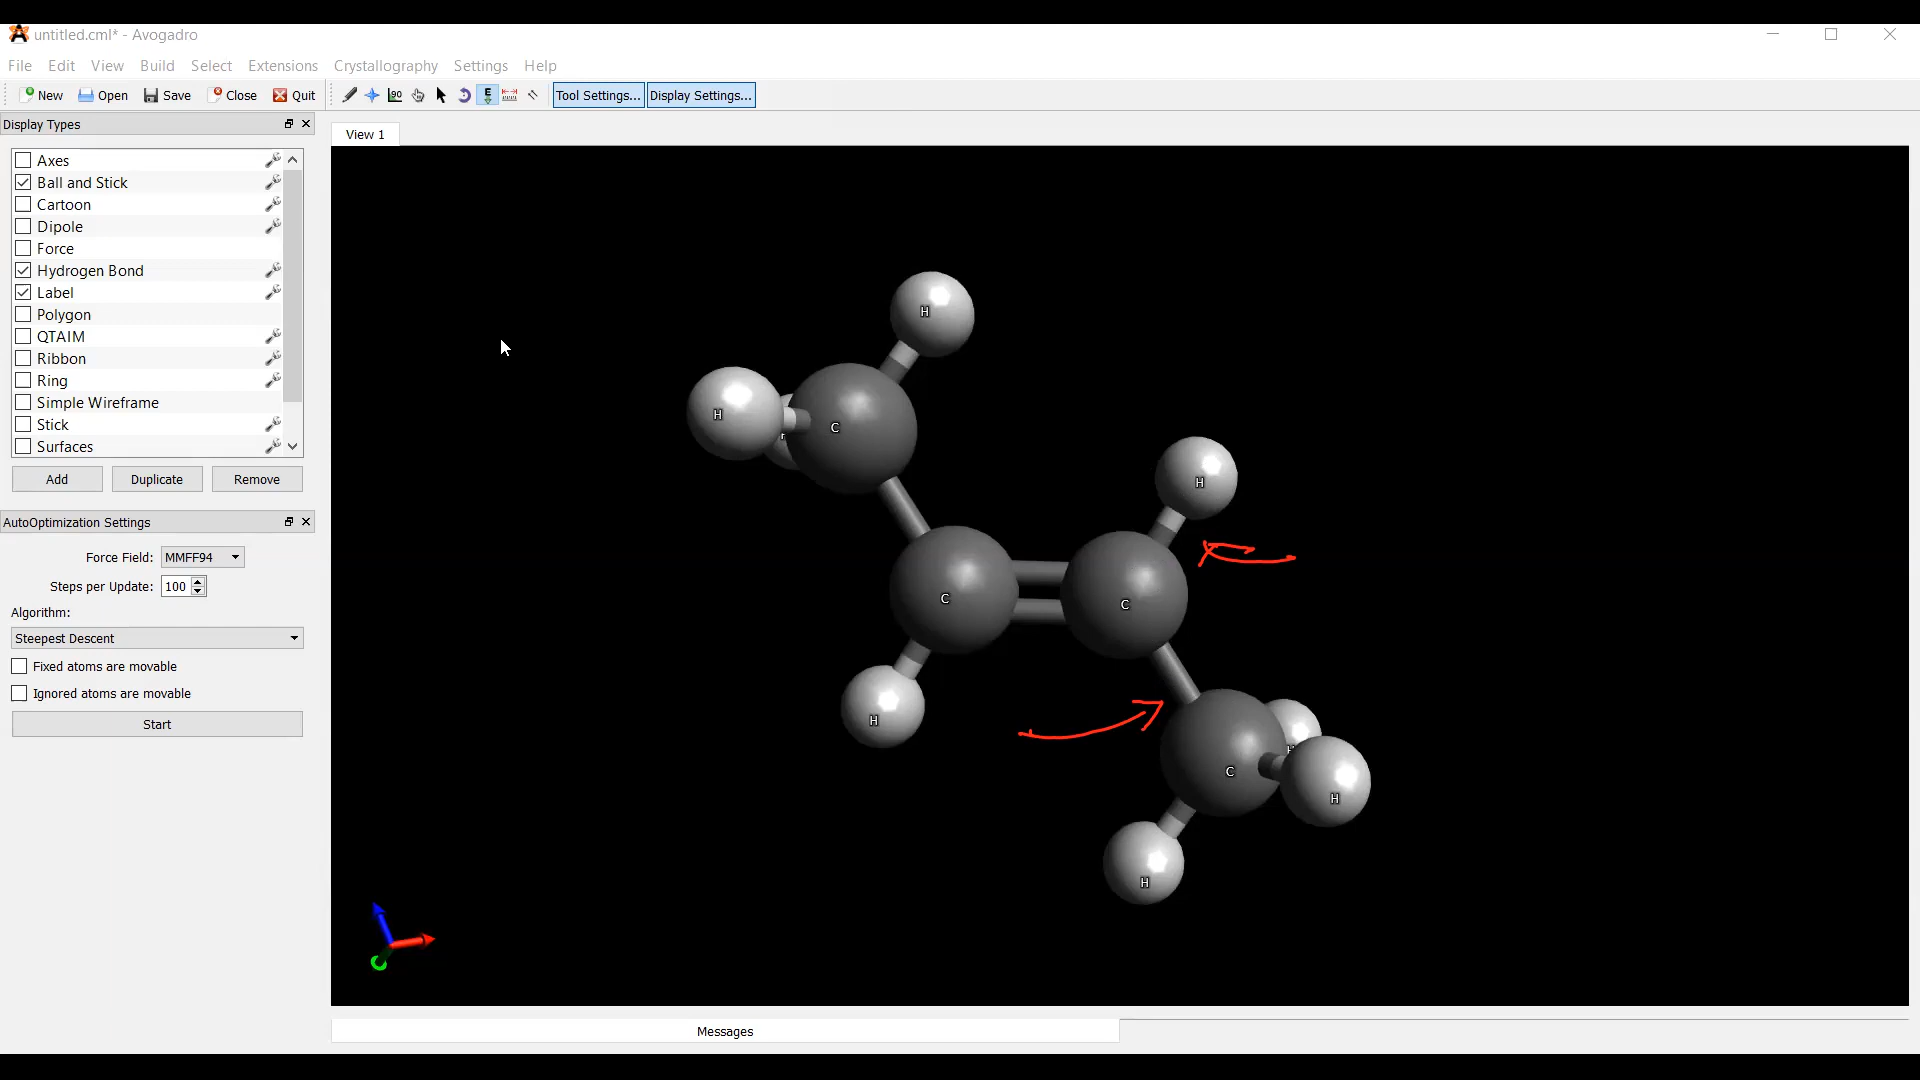 untitled.cml* - Avogadro
File Edit View Build Select Extensions Crystallography Settings Help
New Open Save Close Quit E Tool Settings... Display Settings...
Display Types
View 1
Axes
Ball and Stick
Cartoon
Dipole
Force
Hydrogen Bond
Label
Polygon
QTAIM
Ribbon
Ring
Simple Wireframe
Stick
Surfaces
Add Duplicate Remove
AutoOptimization Settings
Force Field: MMFF94
Steps per Update: 100
Algorithm:
Steepest Descent
Fixed atoms are movable
Ignored atoms are movable
Start
H
H
C
H
C
C
H
H
C
H
H
Messages